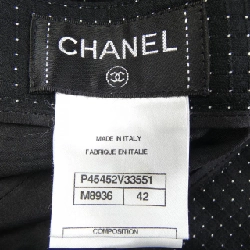 CHANEL
MADE IN ITALY
FABRIQUE EN ITALIE
P45452V33551
M8936 42
COMPOSITION